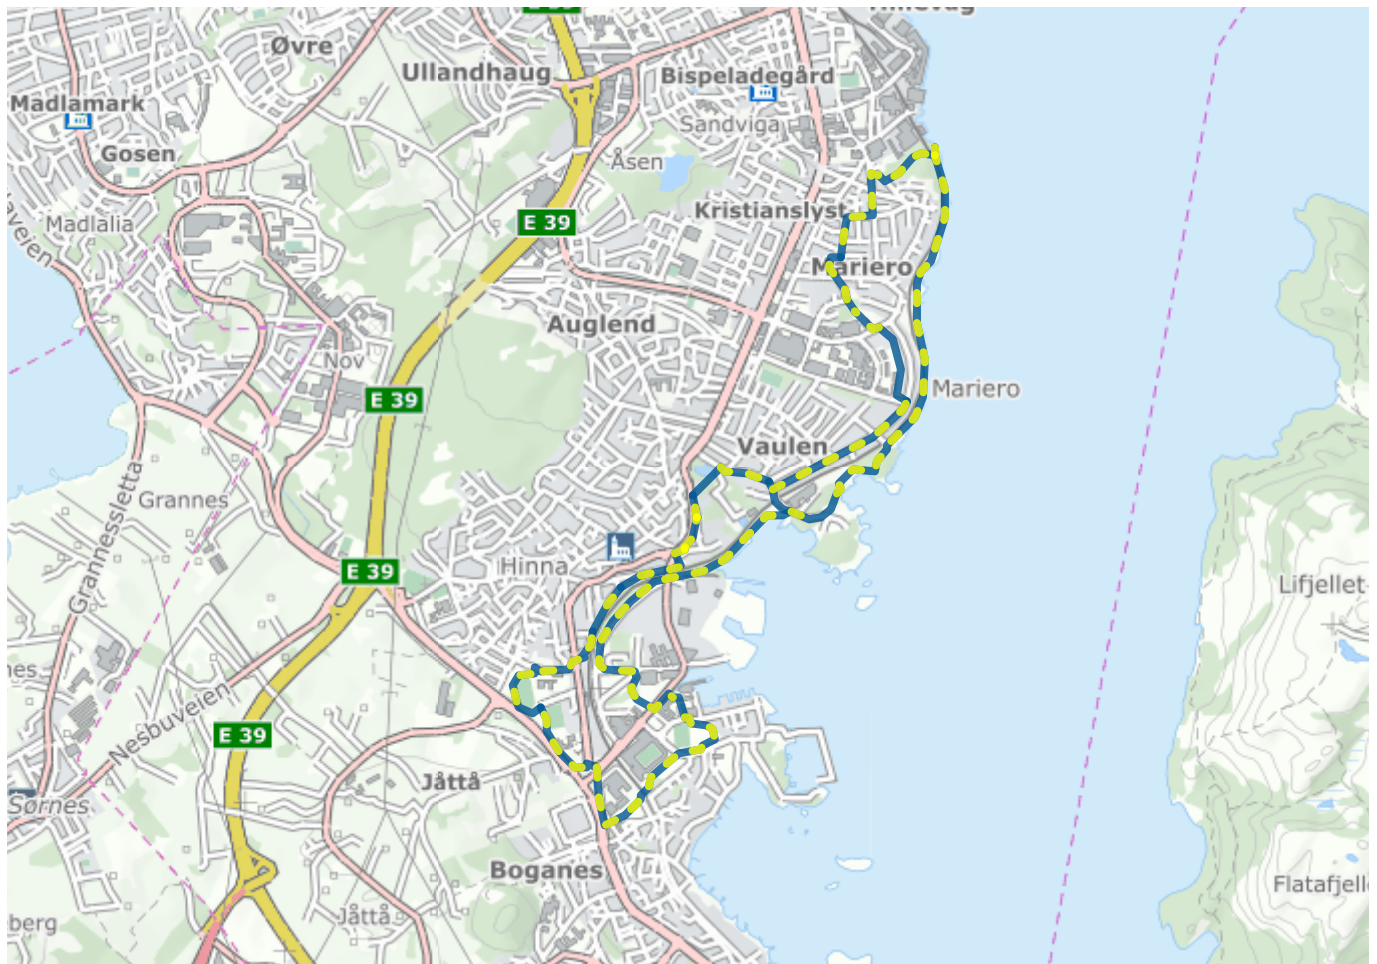 Øvre
Ullandhaug
Bispeladegård
Madlamark
Sandviga
Gosen
Åsen
Kristianslyst
Madlalia
E 39
Mariero
Auglend
Nov
Mariero
E 39
Vaulen
Grannes
Grannessletta
Hinna
E 39
Lifjellet
Nesbuveien
E 39
Jåttå
Sørnes
Boganes
Jåttå
berg